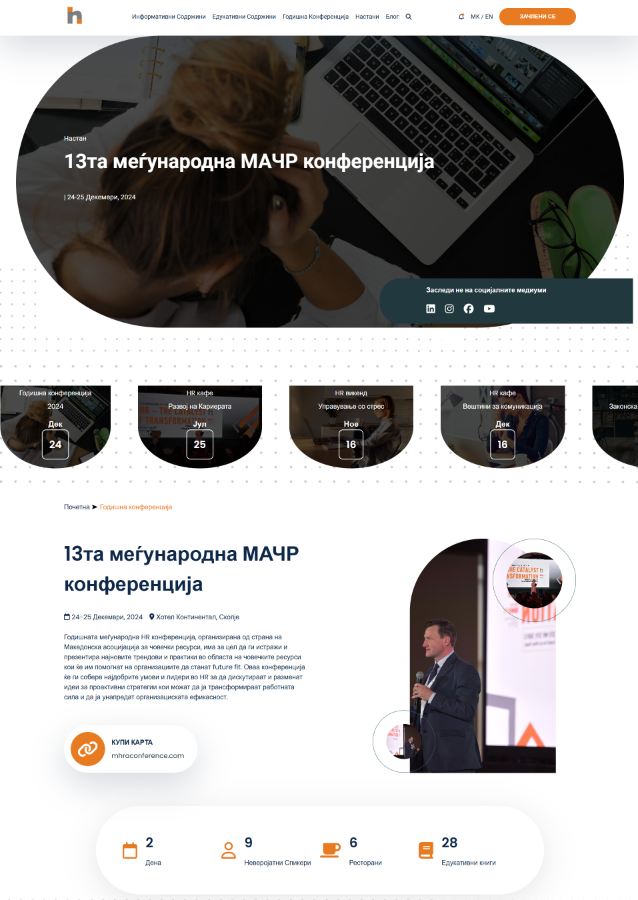 h
Информативни Содржини Едукативни Содржини Годишна Конференција Настани Блог
MK / EN
ЗАЧЛЕНИ СЕ
Настан
13та меѓународна МАЧР конференција
| 24-25 Декември, 2024
Заследи не на социјалните медиуми
Годишна конференција
2024
Дек
24
HR кафе
Развој на Кариерата
Јул
25
HR викенд
Управување со стрес
Ное
16
HR кафе
Вештини за комуникација
Дек
16
Законска
Почетна ➤ Годишна конференција
13та меѓународна МАЧР
конференција
24-25 Декември, 2024 Хотел Континентал, Скопје
Годишната меѓународна HR конференција, организирана од страна на
Македонска асоцијација за човечки ресурси, има за цел да ги истражи и
презентира најновите трендови и практики во областа на човечките ресурси
кои ќе им помогнат на организациите да станат future fit. Оваа конференција
ќе ги собере најдобрите умови и лидери во HR за да дискутираат и разменат
идеи за проактивни стратегии кои можат да ја трансформираат работната
сила и да ја унапредат организациската ефикасност.
КУПИ КАРТА
mhraconference.com
2
Дена
9
Неверојатни Спикери
6
Ресторани
28
Едукативни книги